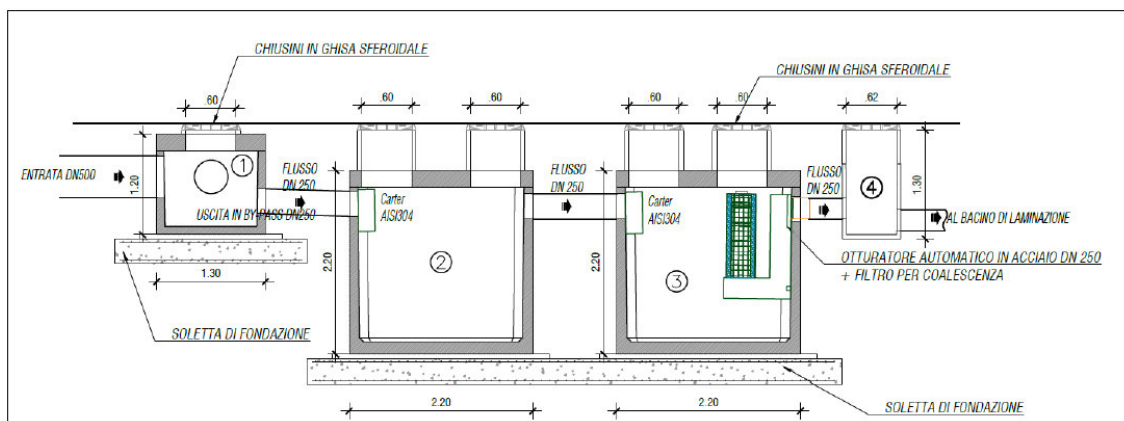 CHIUSINI IN GHISA SFEROIDALE
CHIUSINI IN GHISA SFEROIDALE
.60
.60
.60
.60
.60
.62
ENTRATA DN500
1.20
1
FLUSSO
DN 250
USCITA IN BY-PASS DN250
Carter
AISI304
FLUSSO
DN 250
Carter
AISI304
FLUSSO
DN 250
4
1.30
AL BACINO DI LAMINAZIONE
2.20
2
2.20
3
OTTURATORE AUTOMATICO IN ACCIAIO DN 250
+ FILTRO PER COALESCENZA
1.30
SOLETTA DI FONDAZIONE
2.20
2.20
SOLETTA DI FONDAZIONE